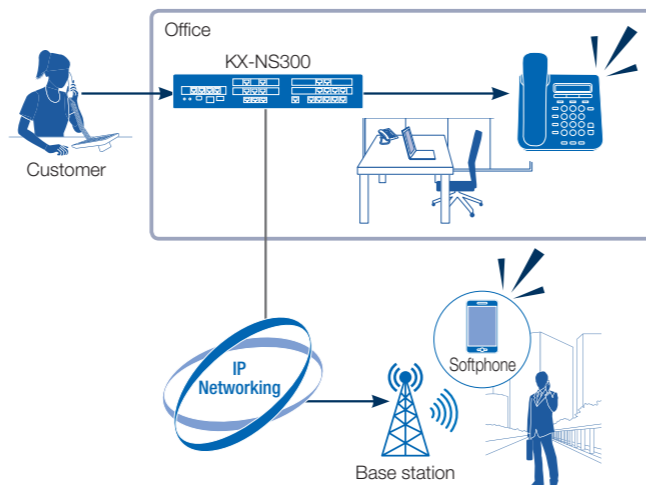 Office
KX-NS300
Customer
IP
Networking
Softphone
Base station